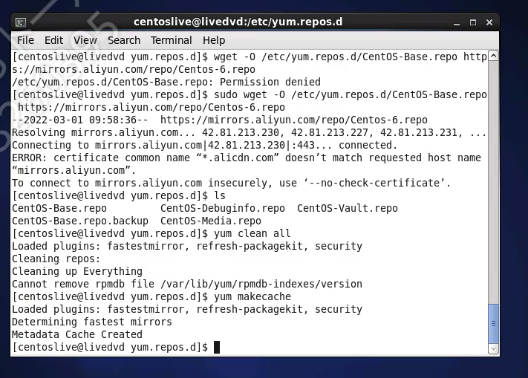 centoslive@livedvd:/etc/yum.repos.d
File Edit View Search Terminal Help
[centoslive@livedvd yum.repos.d]$ wget -O /etc/yum.repos.d/CentOS-Base.repo http
s://mirrors.aliyun.com/repo/Centos-6.repo
/etc/yum.repos.d/CentOS-Base.repo: Permission denied
[centoslive@livedvd yum.repos.d]$ sudo wget -O /etc/yum.repos.d/CentOS-Base.repo
https://mirrors.aliyun.com/repo/Centos-6.repo
--2022-03-01 09:58:36-- https://mirrors.aliyun.com/repo/Centos-6.repo
Resolving mirrors.aliyun.com... 42.81.213.230, 42.81.213.227, 42.81.213.231, ...
Connecting to mirrors.aliyun.com|42.81.213.230|:443... connected.
ERROR: certificate common name “*.alicdn.com” doesn’t match requested host name
“mirrors.aliyun.com”.
To connect to mirrors.aliyun.com insecurely, use ‘--no-check-certificate’.
[centoslive@livedvd yum.repos.d]$ ls
CentOS-Base.repo CentOS-Debuginfo.repo CentOS-Vault.repo
CentOS-Base.repo.backup CentOS-Media.repo
[centoslive@livedvd yum.repos.d]$ yum clean all
Loaded plugins: fastestmirror, refresh-packagekit, security
Cleaning repos:
Cleaning up Everything
Cannot remove rpmdb file /var/lib/yum/rpmdb-indexes/version
[centoslive@livedvd yum.repos.d]$ yum makecache
Loaded plugins: fastestmirror, refresh-packagekit, security
Determining fastest mirrors
Metadata Cache Created
[centoslive@livedvd yum.repos.d]$